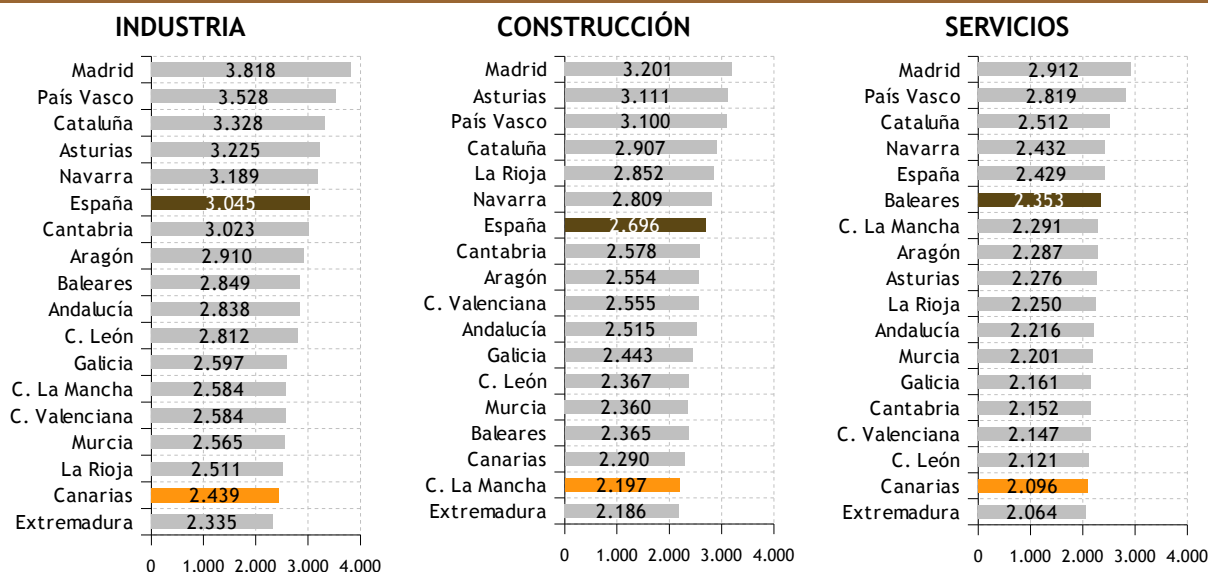 INDUSTRIA
Madrid 3.818
País Vasco 3.528
Cataluña 3.328
Asturias 3.225
Navarra 3.189
España 3.045
Cantabria 3.023
Aragón 2.910
Baleares 2.849
Andalucía 2.838
C. León 2.812
Galicia 2.597
C. La Mancha 2.584
C. Valenciana 2.584
Murcia 2.565
La Rioja 2.511
Canarias 2.439
Extremadura 2.335
0 1.000 2.000 3.000 4.000
CONSTRUCCIÓN
Madrid 3.201
Asturias 3.111
País Vasco 3.100
Cataluña 2.907
La Rioja 2.852
Navarra 2.809
España 2.696
Cantabria 2.578
Aragón 2.554
C. Valenciana 2.555
Andalucía 2.515
Galicia 2.443
C. León 2.367
Murcia 2.360
Baleares 2.365
Canarias 2.290
C. La Mancha 2.197
Extremadura 2.186
0 1.000 2.000 3.000 4.000
SERVICIOS
Madrid 2.912
País Vasco 2.819
Cataluña 2.512
Navarra 2.432
España 2.429
Baleares 2.353
C. La Mancha 2.291
Aragón 2.287
Asturias 2.276
La Rioja 2.250
Andalucía 2.216
Murcia 2.201
Galicia 2.161
Cantabria 2.152
C. Valenciana 2.147
C. León 2.121
Canarias 2.096
Extremadura 2.064
0 1.000 2.000 3.000 4.000